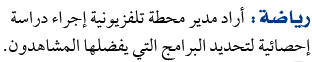 رياضة: أراد مدير محطة تلفزيونية إجراء دراسة
إحصائية لتحديد البرامج التي يفضلها المشاهدون.